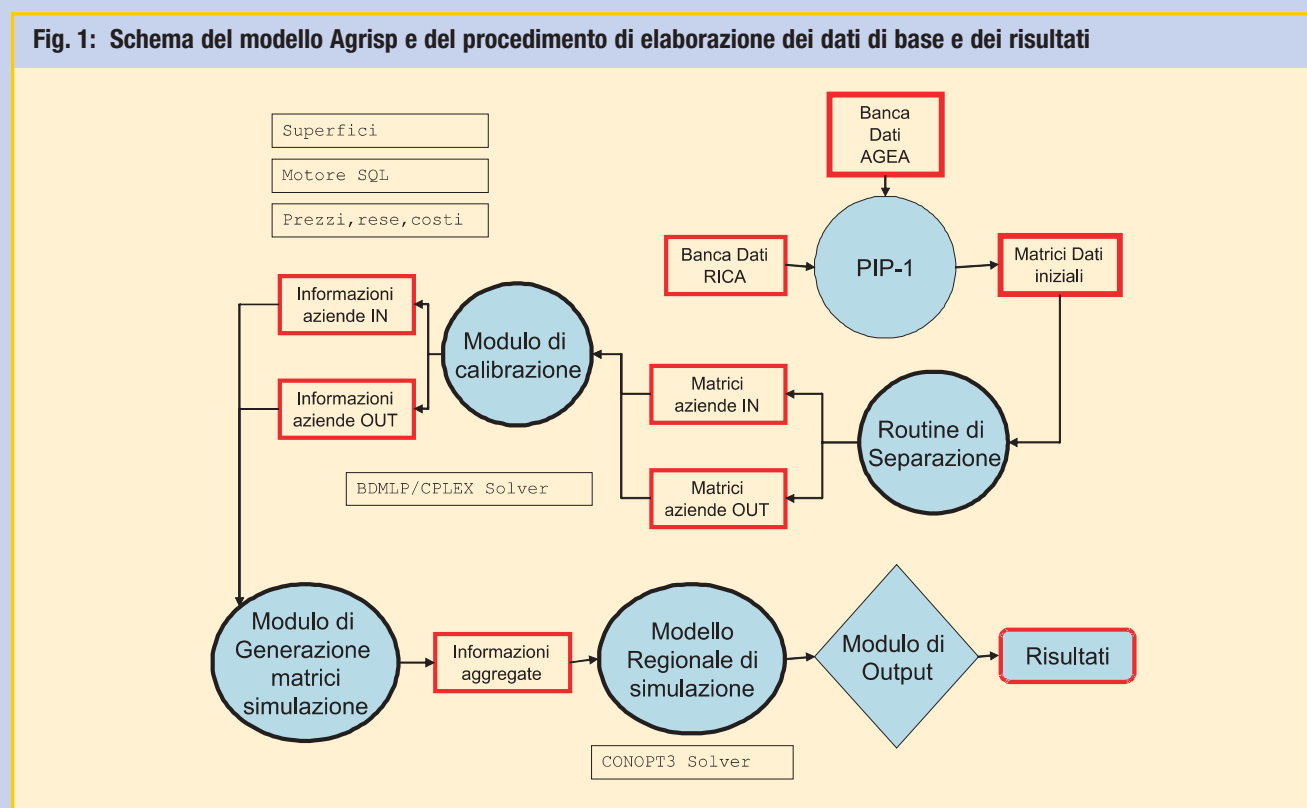 Fig. 1: Schema del modello Agrisp e del procedimento di elaborazione dei dati di base e dei risultati
Superfici
Motore SQL
Prezzi,rese,costi
Banca
Dati
AGEA
Banca Dati
RICA
PIP-1
Matrici Dati
iniziali
Informazioni
aziende IN
Informazioni
aziende OUT
Modulo di
calibrazione
Matrici
aziende IN
Matrici
aziende OUT
Routine di
Separazione
BDMLP/CPLEX Solver
Modulo di
Generazione
matrici
simulazione
Informazioni
aggregate
Modello
Regionale di
simulazione
Modulo di
Output
Risultati
CONOPT3 Solver